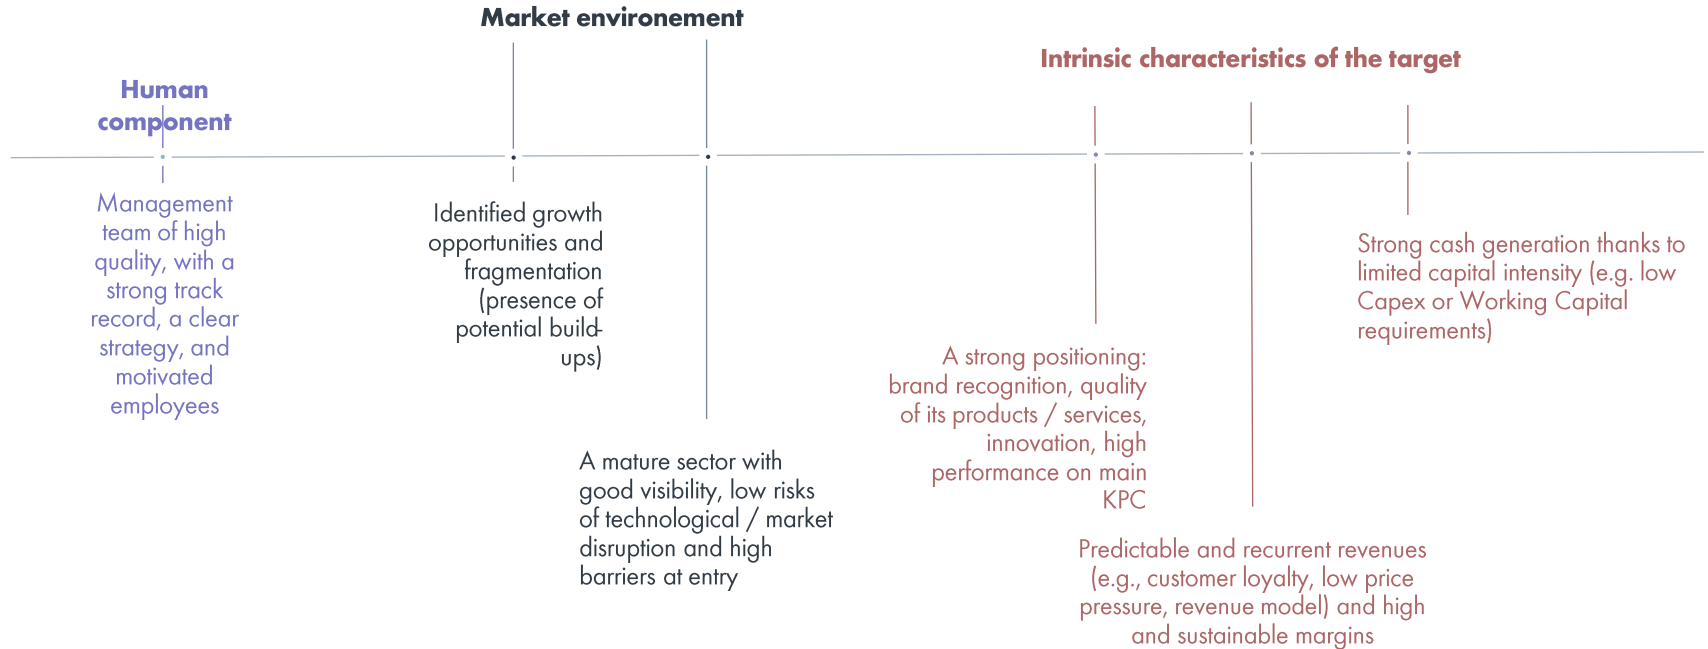 Market environement
Intrinsic characteristics of the target
Human
component
Management
team of high
quality, with a
strong track
record, a clear
strategy, and
motivated
employees
Identified growth
opportunities and
fragmentation
(presence of
potential build-
ups)
A mature sector with
good visibility, low risks
of technological / market
disruption and high
barriers at entry
A strong positioning:
brand recognition, quality
of its products / services,
innovation, high
performance on main
KPC
Predictable and recurrent revenues
(e.g., customer loyalty, low price
pressure, revenue model) and high
and sustainable margins
Strong cash generation thanks to
limited capital intensity (e.g. low
Capex or Working Capital
requirements)